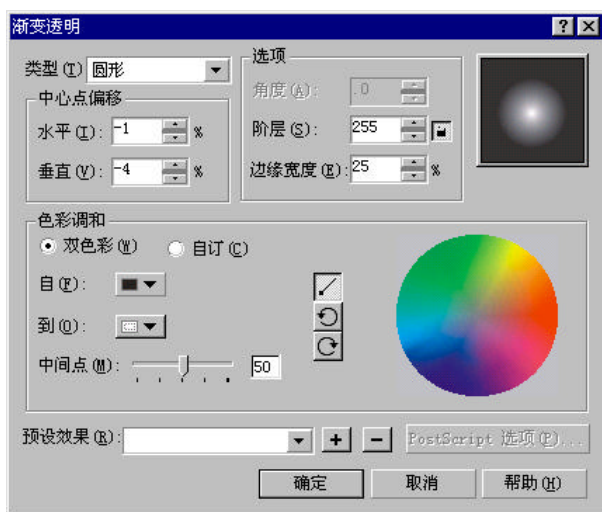 渐变透明
类型(T) 圆形
中心点偏移
水平(I): -1 %
垂直(V): -4 %
选项
角度(A): .0
阶层(S): 255
边缘宽度(E): 25 %
色彩调和
双色彩(W) 自订(C)
自(F):
到(O):
中间点(M): 50
预设效果(R): + − PostScript 选项(P)...
确定 取消 帮助(H)